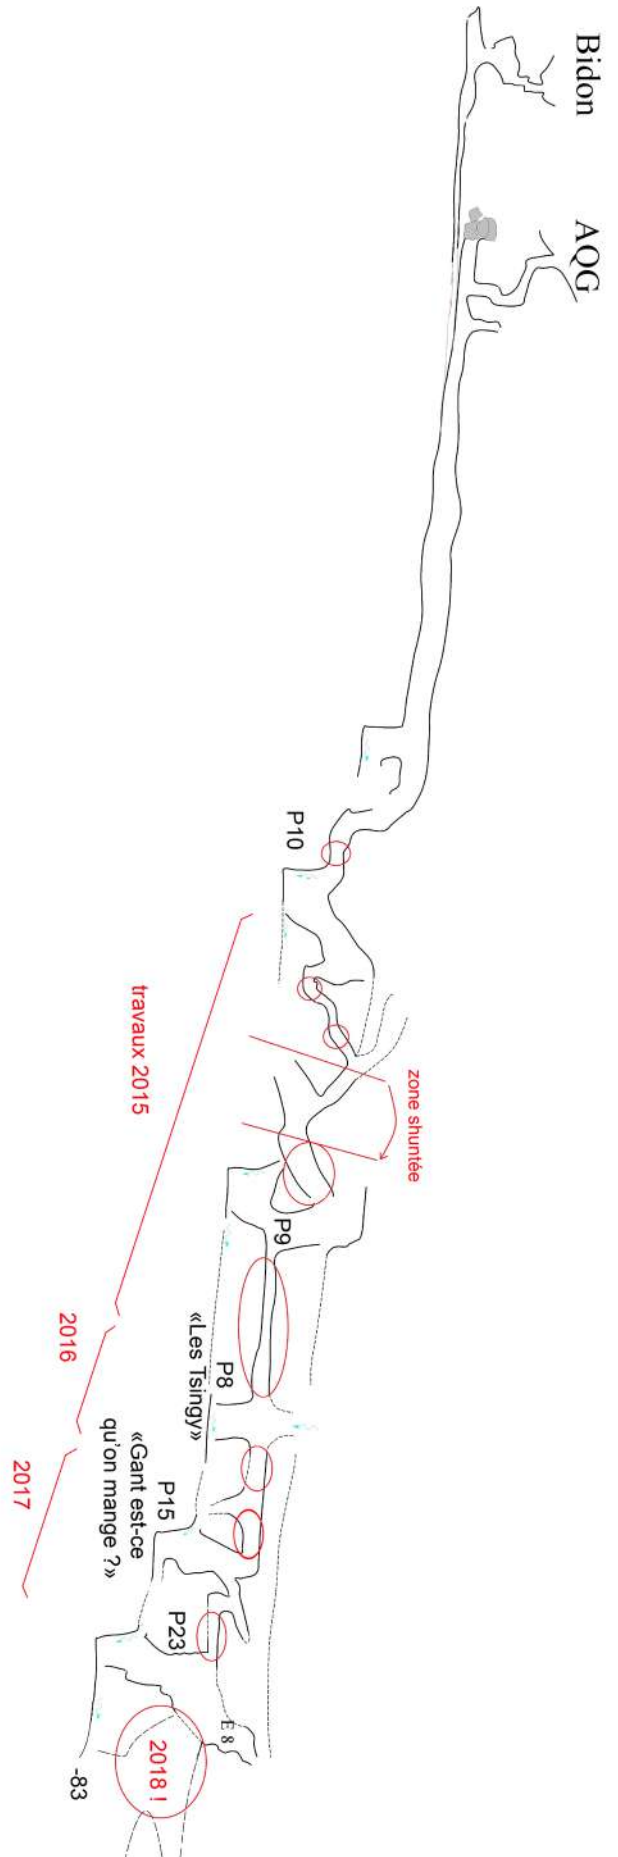 Bidon
AQG
P10
travaux 2015
zone shuntée
P9
2016
«Les Tsingy»
P8
«Gant est-ce
qu'on mange ?»
P15
2017
P23
E 8
2018 !
-83